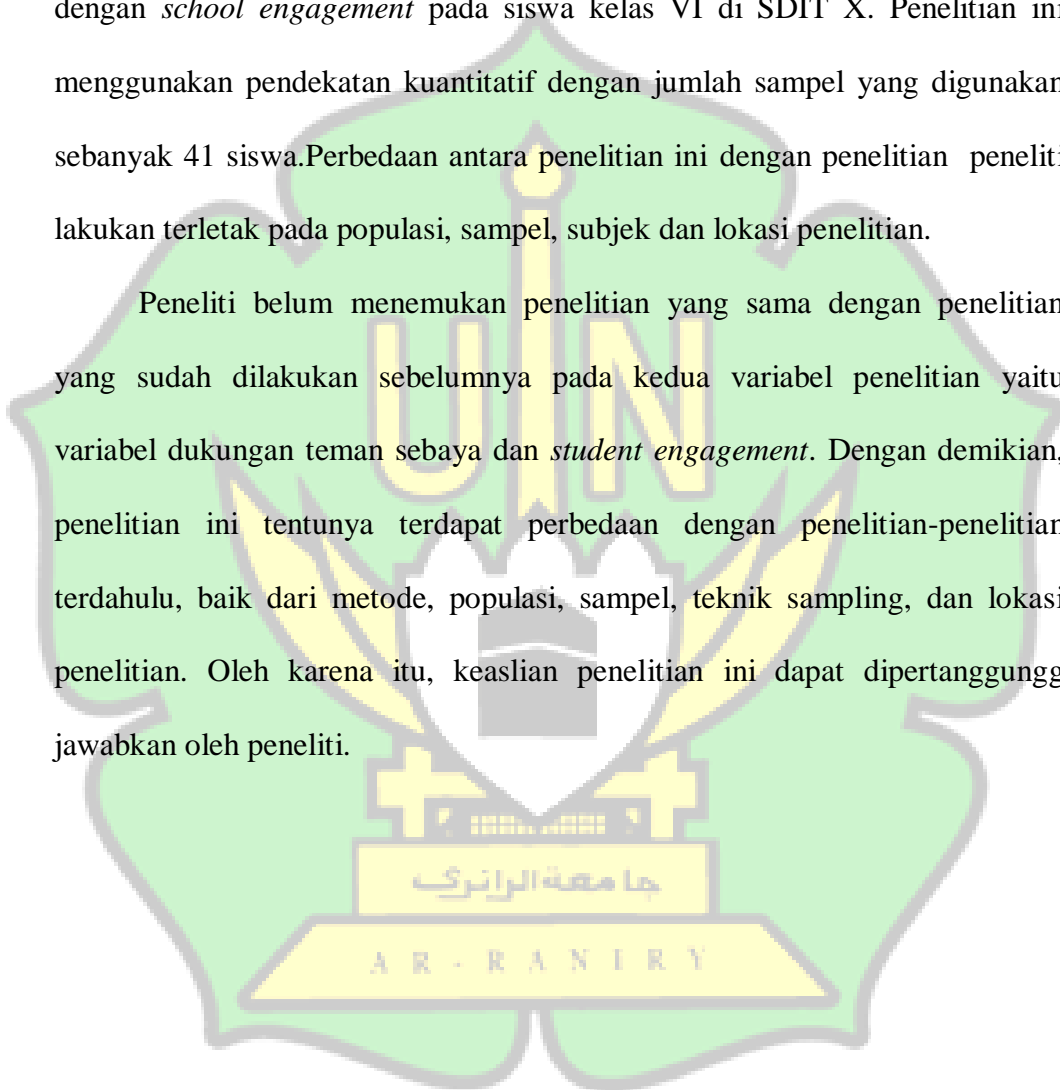 dengan school engagement pada siswa kelas VI di SDIT X. Penelitian ini
menggunakan pendekatan kuantitatif dengan jumlah sampel yang digunakan
sebanyak 41 siswa.Perbedaan antara penelitian ini dengan penelitian peneliti
lakukan terletak pada populasi, sampel, subjek dan lokasi penelitian.
Peneliti belum menemukan penelitian yang sama dengan penelitian
yang sudah dilakukan sebelumnya pada kedua variabel penelitian yaitu
variabel dukungan teman sebaya dan student engagement. Dengan demikian,
penelitian ini tentunya terdapat perbedaan dengan penelitian-penelitian
terdahulu, baik dari metode, populasi, sampel, teknik sampling, dan lokasi
penelitian. Oleh karena itu, keaslian penelitian ini dapat dipertanggungg
jawabkan oleh peneliti.
UIN
جامعة الرانري
AR-RANIRY